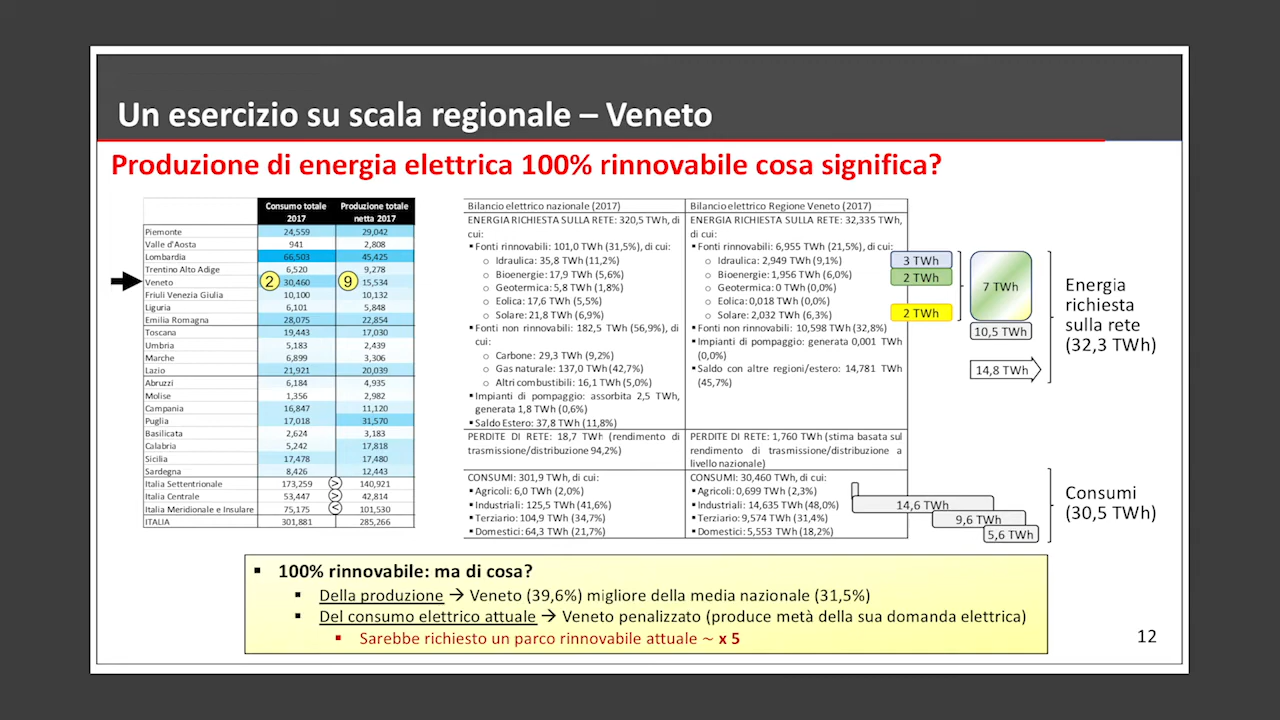 Un esercizio su scala regionale – Veneto
Produzione di energia elettrica 100% rinnovabile cosa significa?
Consumo totale 2017 Produzione totale netta 2017
Piemonte 24,559 29,042
Valle d'Aosta 941 2,808
Lombardia 66,503 45,425
Trentino Alto Adige 6,520 9,278
Veneto 2 30,460 9 15,534
Friuli Venezia Giulia 10,100 10,132
Liguria 6,101 5,848
Emilia Romagna 28,075 22,854
Toscana 19,443 17,030
Umbria 5,183 2,439
Marche 6,899 3,306
Lazio 21,921 20,039
Abruzzi 6,184 4,935
Molise 1,356 2,982
Campania 16,847 11,120
Puglia 17,018 31,570
Basilicata 2,624 3,183
Calabria 5,242 17,818
Sicilia 17,478 17,480
Sardegna 8,426 12,443
Italia Settentrionale 173,259 > 140,921
Italia Centrale 53,447 > 42,814
Italia Meridionale e Insulare 75,175 < 101,530
ITALIA 301,881 285,266
Bilancio elettrico nazionale (2017)
ENERGIA RICHIESTA SULLA RETE: 320,5 TWh, di
cui:
▪ Fonti rinnovabili: 101,0 TWh (31,5%), di cui:
o Idraulica: 35,8 TWh (11,2%)
o Bioenergie: 17,9 TWh (5,6%)
o Geotermica: 5,8 TWh (1,8%)
o Eolica: 17,6 TWh (5,5%)
o Solare: 21,8 TWh (6,9%)
▪ Fonti non rinnovabili: 182,5 TWh (56,9%), di
cui:
o Carbone: 29,3 TWh (9,2%)
o Gas naturale: 137,0 TWh (42,7%)
o Altri combustibili: 16,1 TWh (5,0%)
▪ Impianti di pompaggio: assorbita 2,5 TWh,
generata 1,8 TWh (0,6%)
▪ Saldo Estero: 37,8 TWh (11,8%)
PERDITE DI RETE: 18,7 TWh (rendimento di
trasmissione/distribuzione 94,2%)
CONSUMI: 301,9 TWh, di cui:
▪ Agricoli: 6,0 TWh (2,0%)
▪ Industriali: 125,5 TWh (41,6%)
▪ Terziario: 104,9 TWh (34,7%)
▪ Domestici: 64,3 TWh (21,7%)
Bilancio elettrico Regione Veneto (2017)
ENERGIA RICHIESTA SULLA RETE: 32,335 TWh,
di cui:
▪ Fonti rinnovabili: 6,955 TWh (21,5%), di cui:
o Idraulica: 2,949 TWh (9,1%)
o Bioenergie: 1,956 TWh (6,0%)
o Geotermica: 0 TWh (0,0%)
o Eolica: 0,018 TWh (0,0%)
o Solare: 2,032 TWh (6,3%)
▪ Fonti non rinnovabili: 10,598 TWh (32,8%)
▪ Impianti di pompaggio: generata 0,001 TWh
(0,0%)
▪ Saldo con altre regioni/estero: 14,781 TWh
(45,7%)
PERDITE DI RETE: 1,760 TWh (stima basata sul
rendimento di trasmissione/distribuzione a
livello nazionale)
CONSUMI: 30,460 TWh, di cui:
▪ Agricoli: 0,699 TWh (2,3%)
▪ Industriali: 14,635 TWh (48,0%)
▪ Terziario: 9,574 TWh (31,4%)
▪ Domestici: 5,553 TWh (18,2%)
3 TWh
2 TWh
2 TWh
7 TWh
10,5 TWh
14,8 TWh
Energia
richiesta
sulla rete
(32,3 TWh)
14,6 TWh
9,6 TWh
5,6 TWh
Consumi
(30,5 TWh)
▪ 100% rinnovabile: ma di cosa?
▪ Della produzione → Veneto (39,6%) migliore della media nazionale (31,5%)
▪ Del consumo elettrico attuale → Veneto penalizzato (produce metà della sua domanda elettrica)
▪ Sarebbe richiesto un parco rinnovabile attuale ~ x 5
12